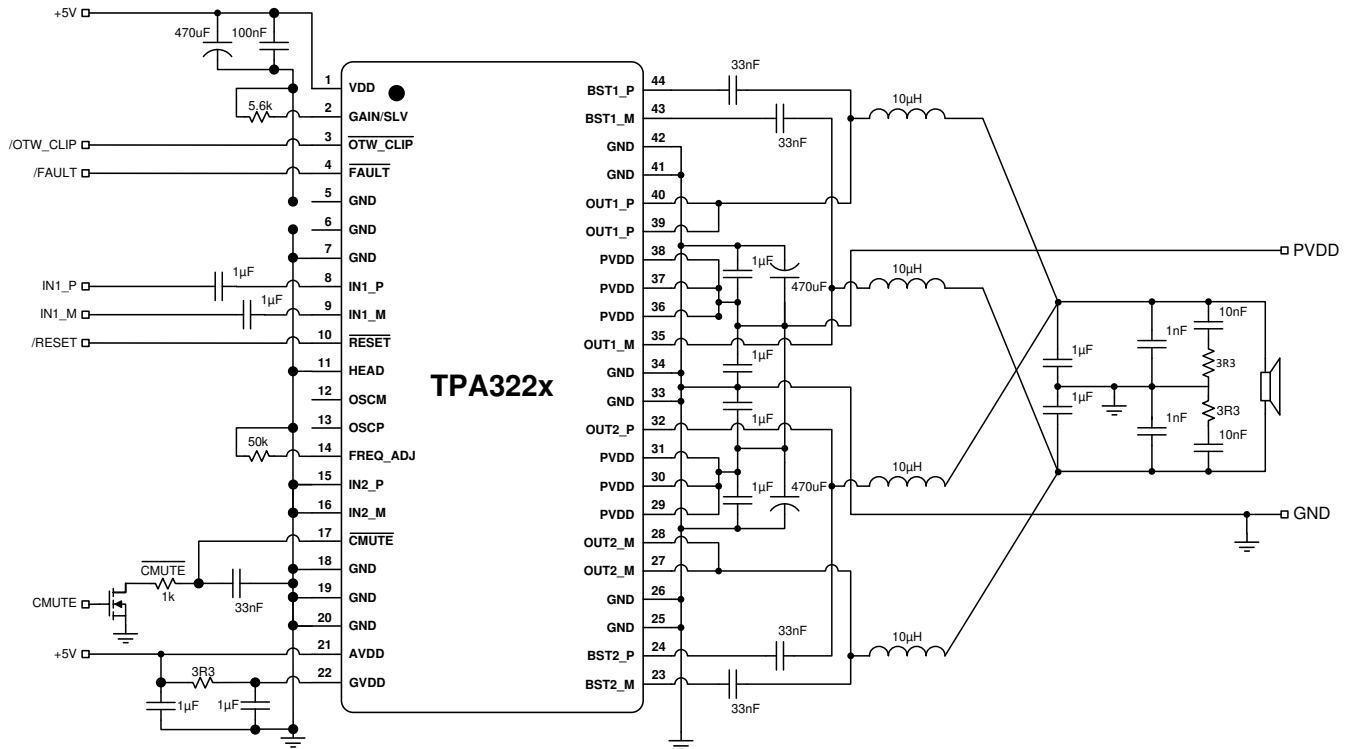 +5V
470uF
100nF
1
VDD
5.6k
2
GAIN/SLV
/OTW_CLIP
3
OTW_CLIP
/FAULT
4
FAULT
5
GND
6
GND
7
GND
1µF
IN1_P
8
IN1_P
1µF
IN1_M
9
IN1_M
/RESET
10
RESET
11
HEAD
12
OSCM
13
OSCP
50k
14
FREQ_ADJ
15
IN2_P
16
IN2_M
17
CMUTE
CMUTE
1k
33nF
CMUTE
18
GND
19
GND
20
GND
+5V
21
AVDD
3R3
22
GVDD
1µF
1µF
TPA322x
BST1_P
44
33nF
BST1_M
43
33nF
GND
42
GND
41
OUT1_P
40
OUT1_P
39
PVDD
38
PVDD
37
PVDD
36
OUT1_M
35
GND
34
GND
33
OUT2_P
32
PVDD
31
PVDD
30
PVDD
29
OUT2_M
28
OUT2_M
27
GND
26
GND
25
BST2_P
24
33nF
BST2_M
23
33nF
1µF
470uF
1µF
1µF
1µF
470uF
10µH
10µH
10µH
10µH
PVDD
1µF
1µF
1nF
1nF
10nF
3R3
3R3
10nF
GND